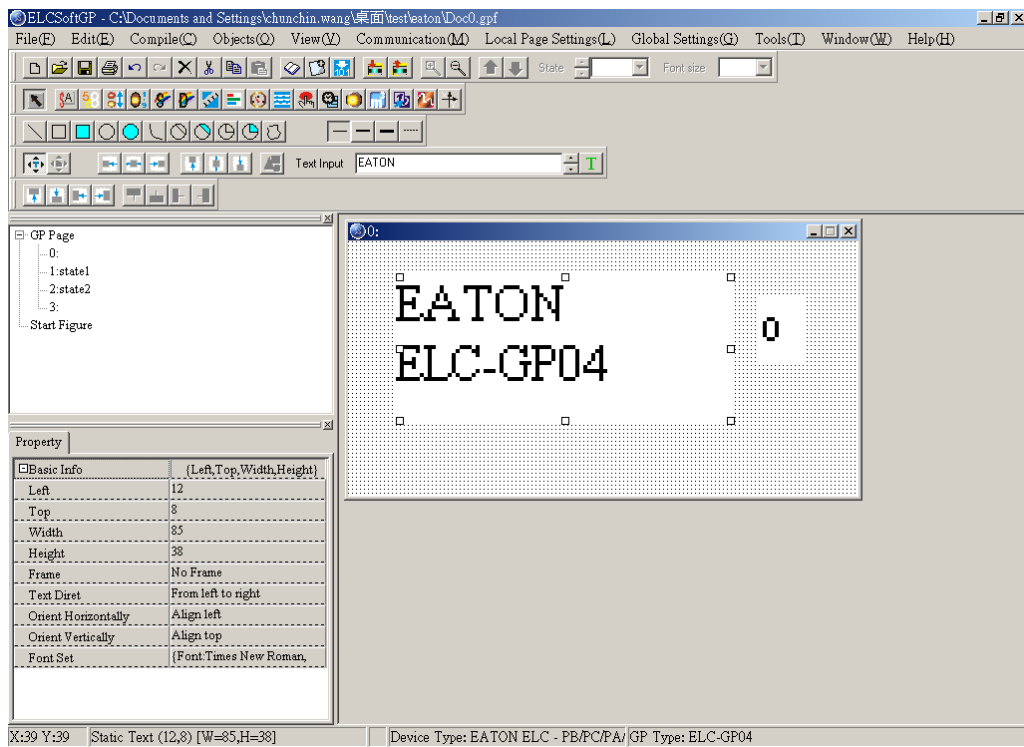 ELCSoftGP - C:\Documents and Settings\chunchin.wang\桌面\test\eaton\Doc0.gpf
File(F) Edit(E) Compile(C) Objects(O) View(V) Communication(M) Local Page Settings(L) Global Settings(G) Tools(T) Window(W) Help(H)
State Font size
Text Input EATON T
GP Page
0:
1:state1
2:state2
3:
Start Figure
0:
EATON
ELC-GP04
0
Property
Basic Info {Left,Top,Width,Height}
Left 12
Top 8
Width 85
Height 38
Frame No Frame
Text Diret From left to right
Orient Horizontally Align left
Orient Vertically Align top
Font Set {Font:Times New Roman,
X:39 Y:39 Static Text (12,8) [W=85,H=38] Device Type: EATON ELC - PB/PC/PA/ GP Type: ELC-GP04